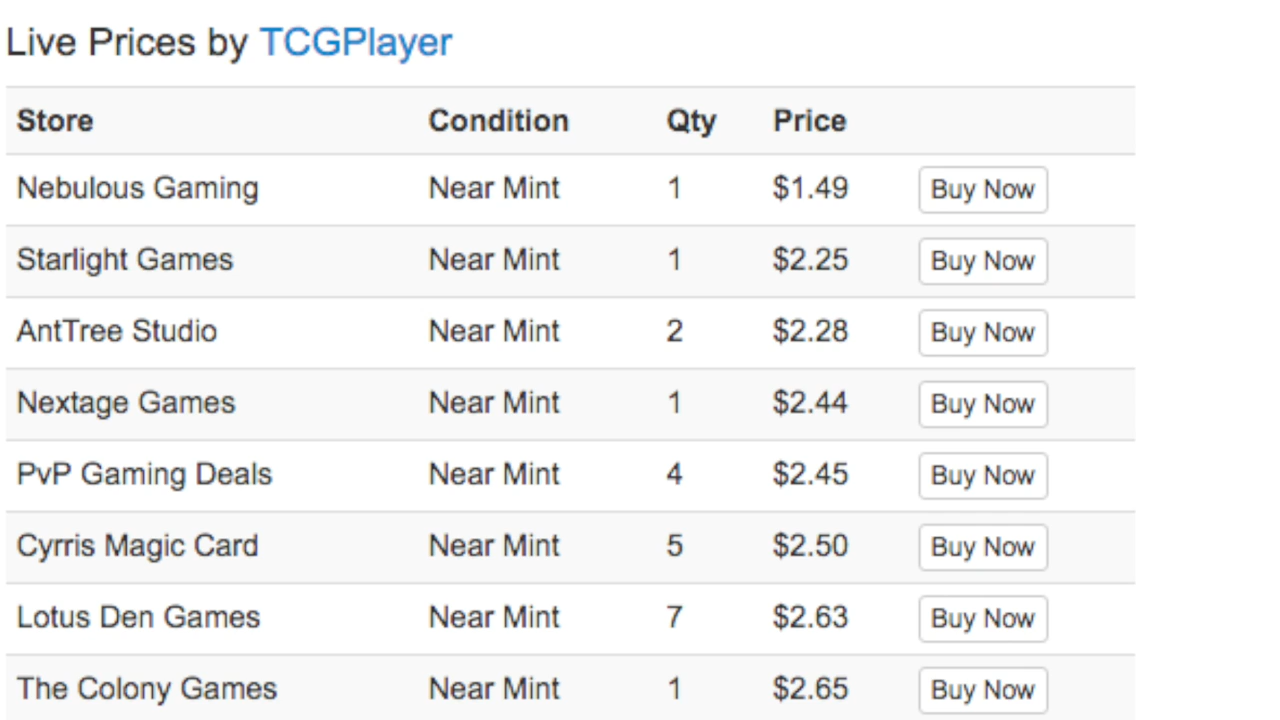 Live Prices by TCGPlayer
Store Condition Qty Price
Nebulous Gaming Near Mint 1 $1.49 Buy Now
Starlight Games Near Mint 1 $2.25 Buy Now
AntTree Studio Near Mint 2 $2.28 Buy Now
Nextage Games Near Mint 1 $2.44 Buy Now
PvP Gaming Deals Near Mint 4 $2.45 Buy Now
Cyrris Magic Card Near Mint 5 $2.50 Buy Now
Lotus Den Games Near Mint 7 $2.63 Buy Now
The Colony Games Near Mint 1 $2.65 Buy Now